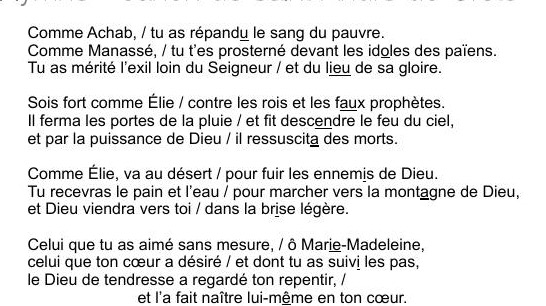 Comme Achab, / tu as répandu le sang du pauvre.
Comme Manassé, / tu t'es prosterné devant les idoles des païens.
Tu as mérité l'exil loin du Seigneur / et du lieu de sa gloire.
Sois fort comme Élie / contre les rois et les faux prophètes.
Il ferma les portes de la pluie / et fit descendre le feu du ciel,
et par la puissance de Dieu / il ressuscita des morts.
Comme Élie, va au désert / pour fuir les ennemis de Dieu.
Tu recevras le pain et l'eau / pour marcher vers la montagne de Dieu,
et Dieu viendra vers toi / dans la brise légère.
Celui que tu as aimé sans mesure, / ô Marie-Madeleine,
celui que ton cœur a désiré / et dont tu as suivi les pas,
le Dieu de tendresse a regardé ton repentir, /
et l'a fait naître lui-même en ton cœur.